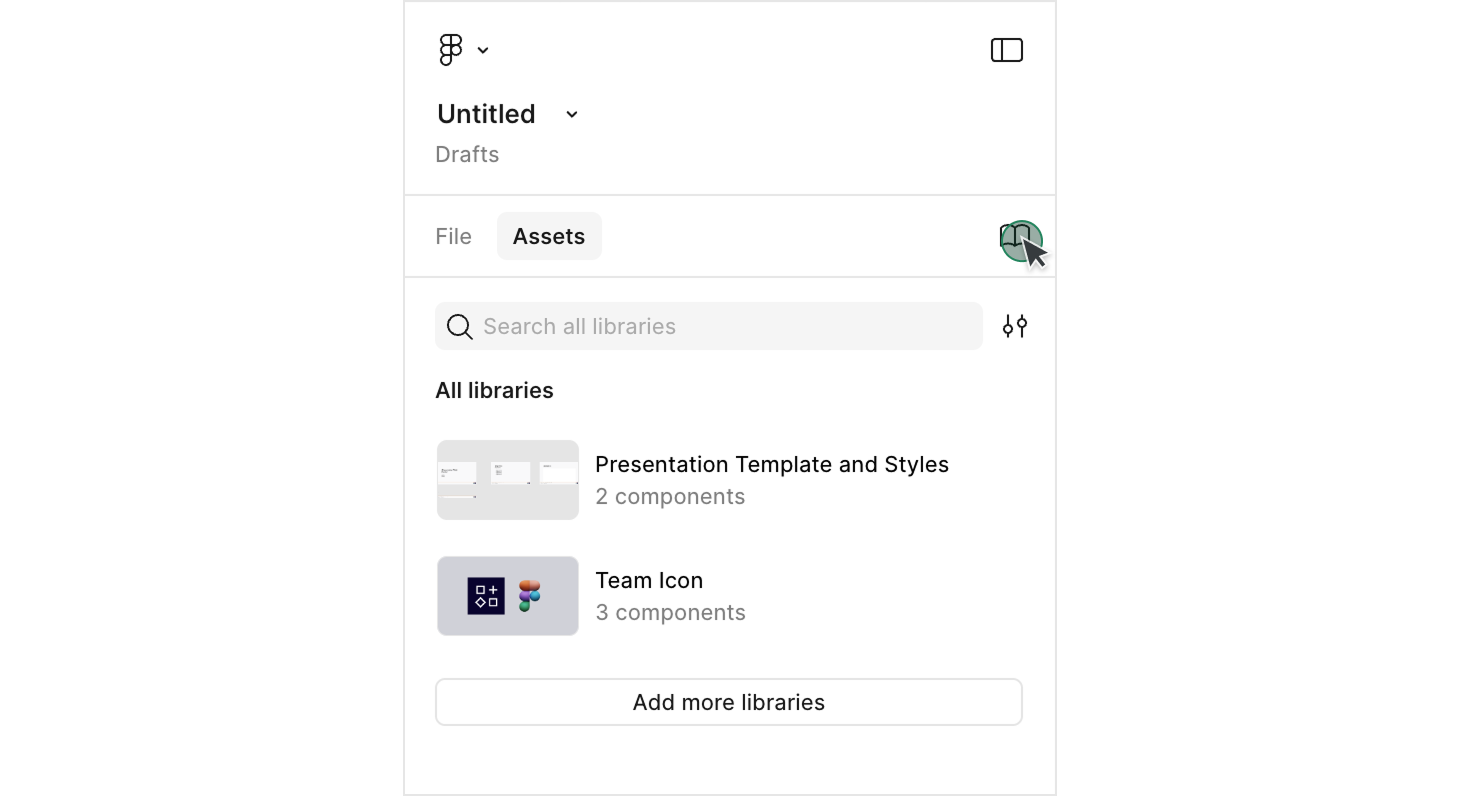 Untitled
Drafts
File
Assets
Search all libraries
All libraries
Presentation Template and Styles
2 components
Team Icon
3 components
Add more libraries